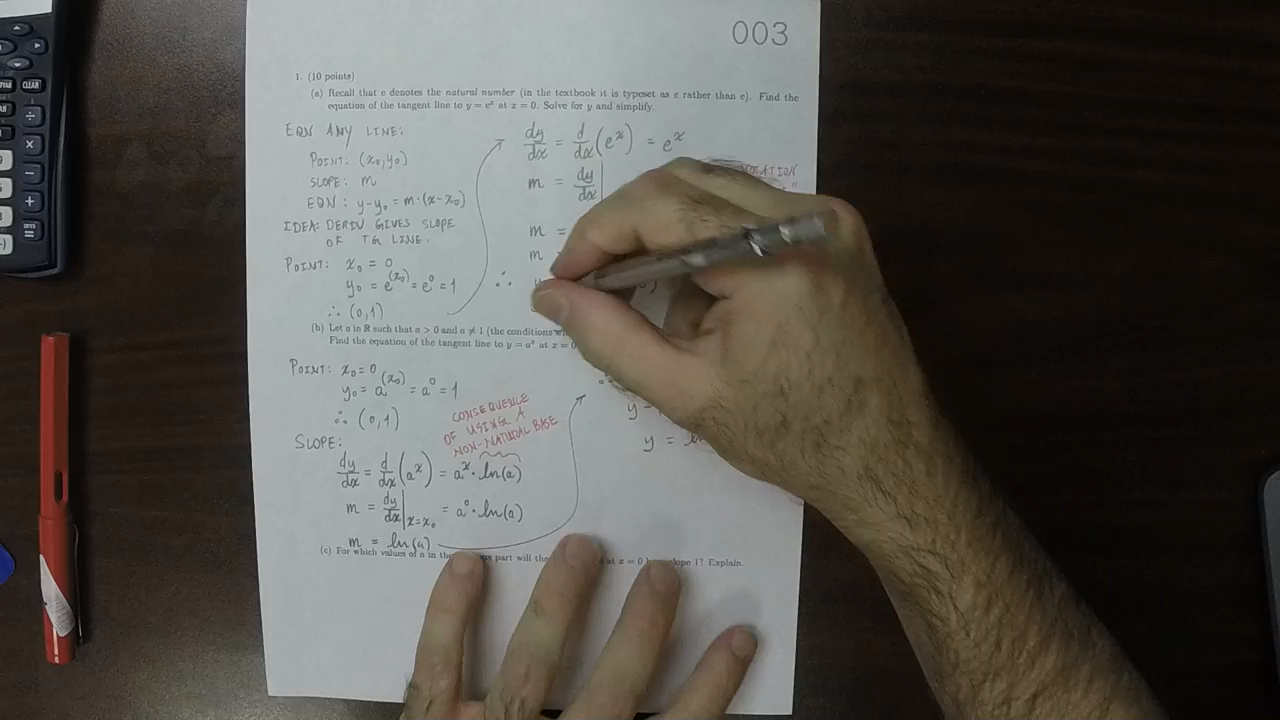 003
1. (10 points)
(a) Recall that e denotes the natural number (in the textbook it is typeset as e rather than e). Find the
equation of the tangent line to y = e^x at x = 0. Solve for y and simplify.
EQN ANY LINE:
POINT: (x₀,y₀)
SLOPE: m
EQN: y-y₀ = m·(x-x₀)
IDEA: DERIV GIVES SLOPE
OF TG LINE.
POINT: x₀ = 0
y₀ = e^(x₀) = e⁰ = 1
∴ (0,1)
dy/dx = d/dx (e^x) = e^x
m = dy/dx |
m =
m
∴
(b) Let a in R such that a > 0 and a ≠ 1 (the conditions
Find the equation of the tangent line to y = a^x at x = 0
POINT: x₀ = 0
y₀ = a^(x₀) = a⁰ = 1
∴ (0,1)
CONSEQUENCE
OF USING A
NON-NATURAL BASE
SLOPE:
dy/dx = d/dx (a^x) = a^x · ln(a)
m = dy/dx |x=x₀ = a⁰ · ln(a)
m = ln(a)
∴
y -
y = ln
(c) For which values of a in the part will the at x = 0 slope 1? Explain.
CLEAR
ENTER